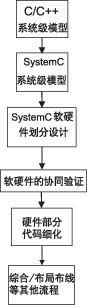 C/C++
系统级模型
SystemC
系统级模型
SystemC 软硬
件划分设计
软硬件的协同验证
硬件部分
代码细化
综合/布局布线
等其他流程